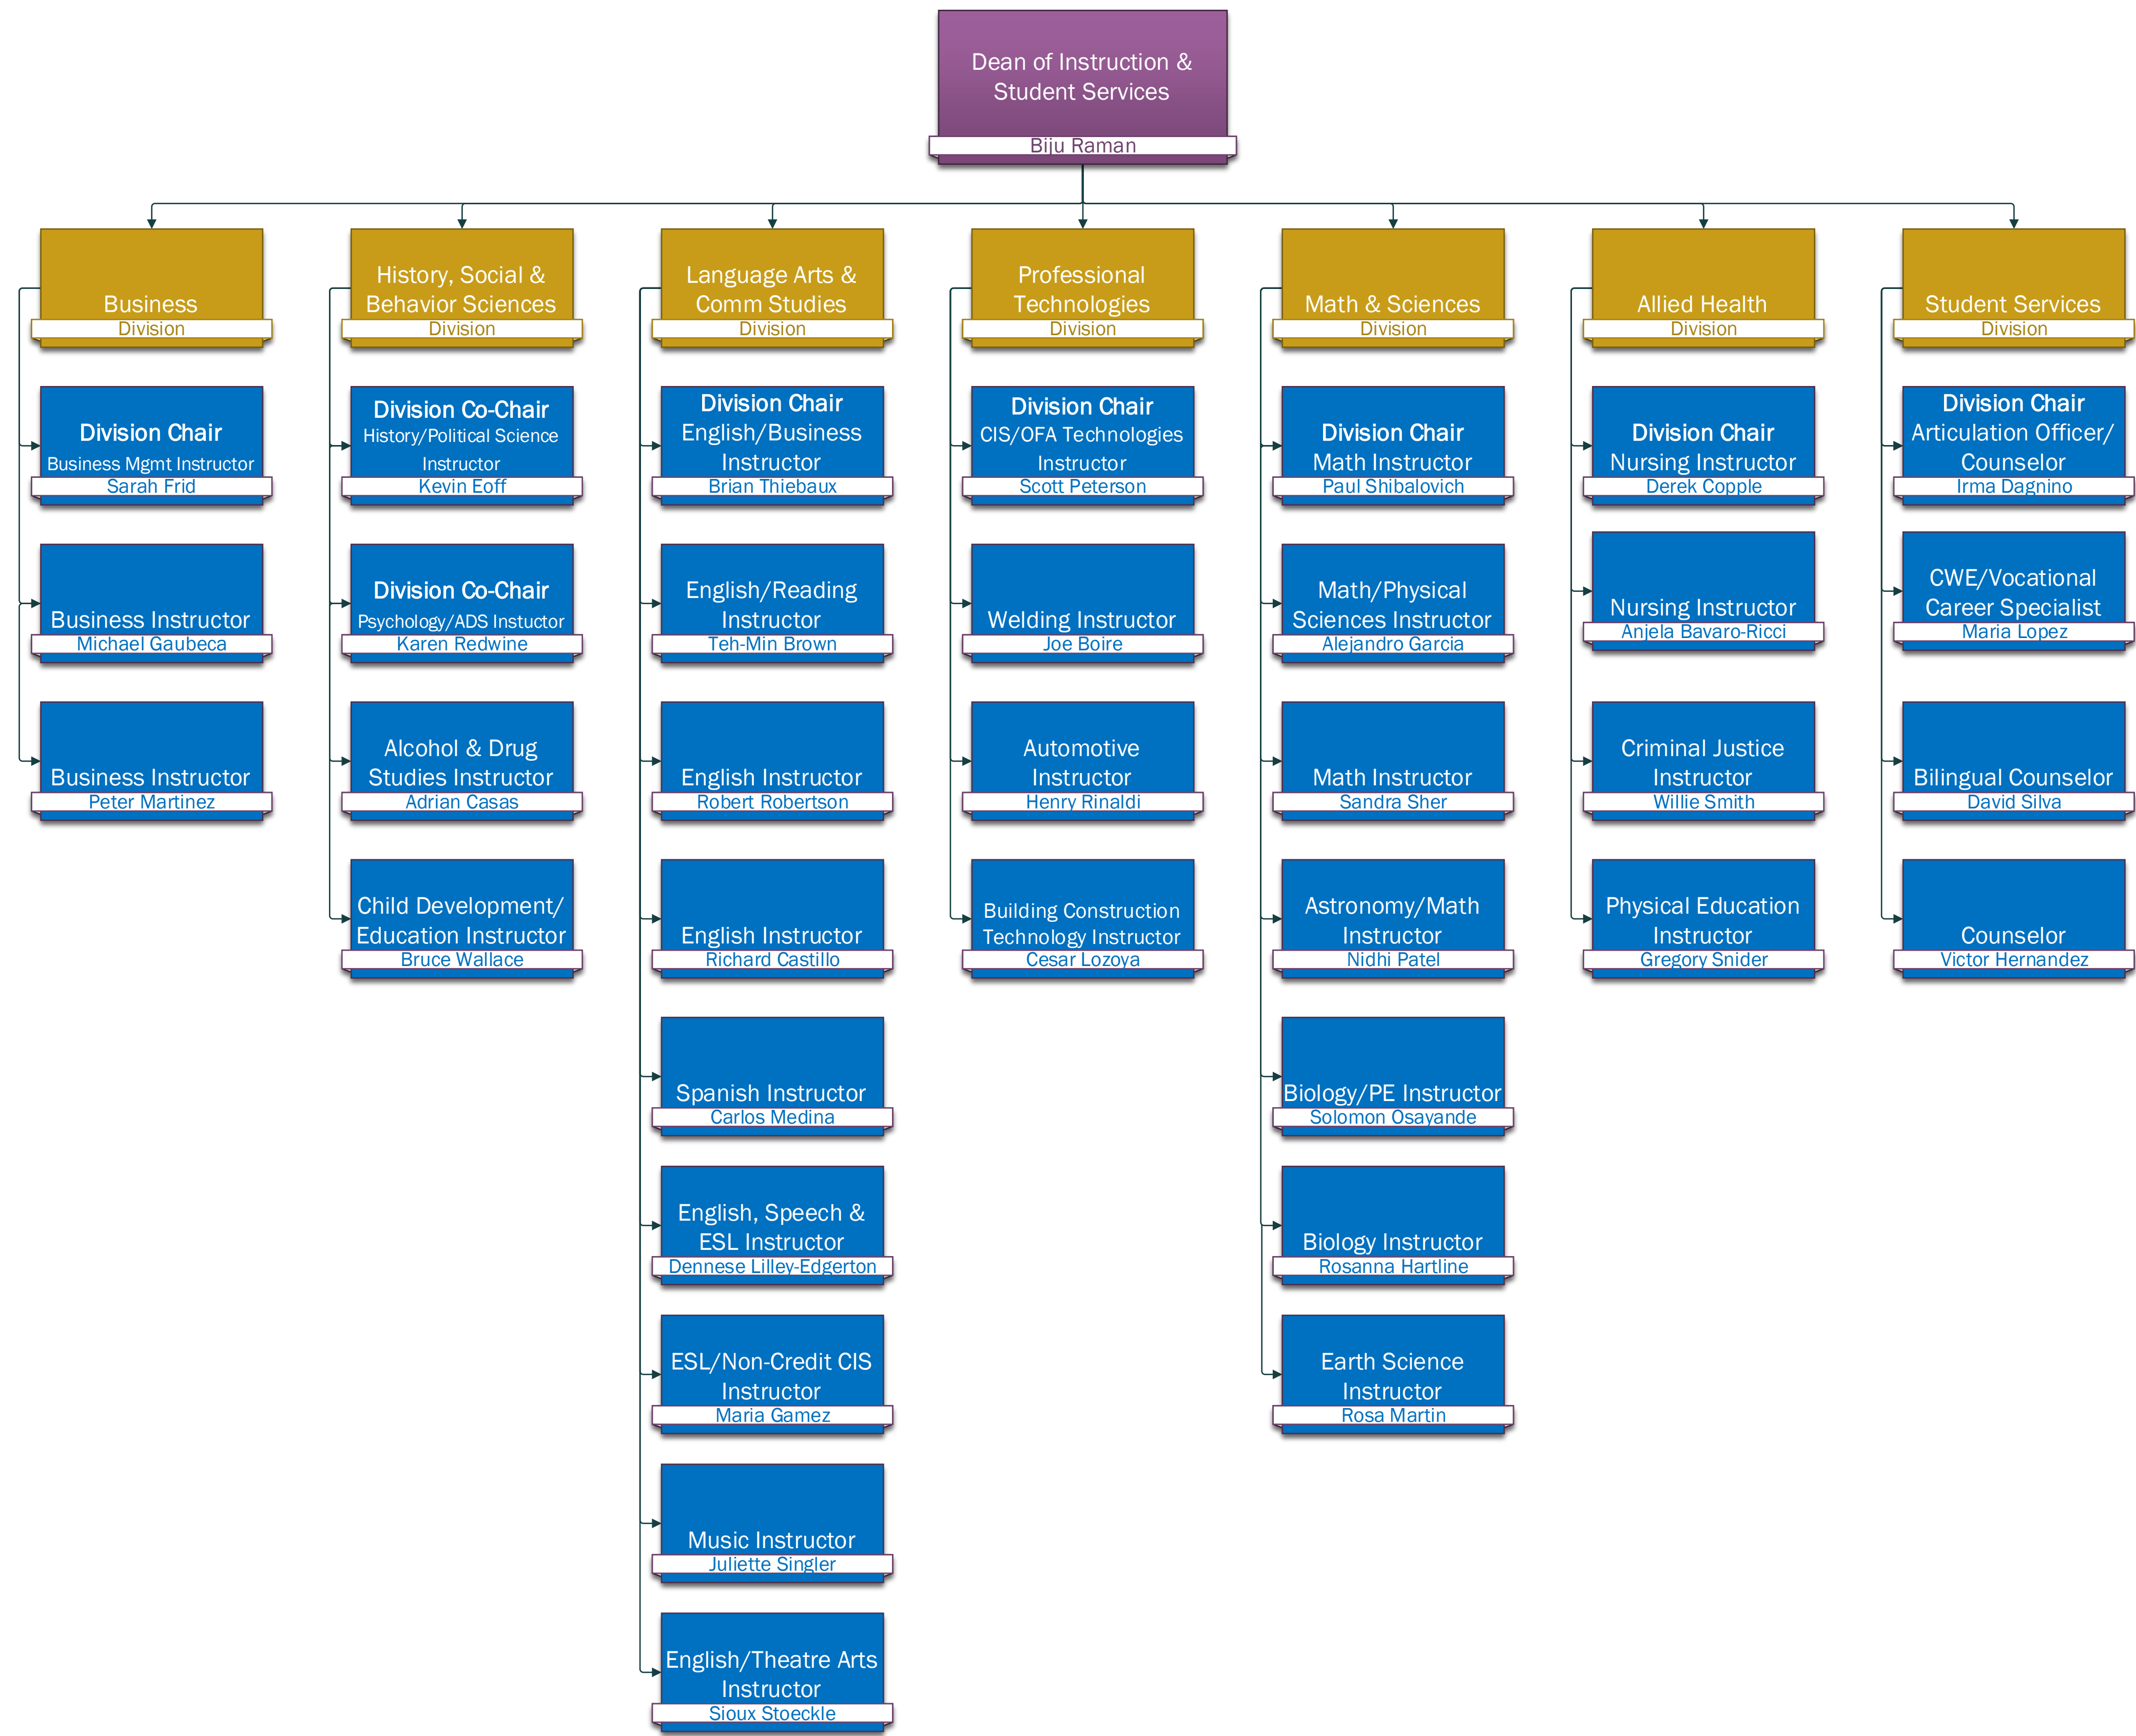 Dean of Instruction &
Student Services
Biju Raman
Business
Division
Division Chair
Business Mgmt Instructor
Sarah Frid
Business Instructor
Michael Gaubeca
Business Instructor
Peter Martinez
History, Social &
Behavior Sciences
Division
Division Co-Chair
History/Political Science
Instructor
Kevin Eoff
Division Co-Chair
Psychology/ADS Instuctor
Karen Redwine
Alcohol & Drug
Studies Instructor
Adrian Casas
Child Development/
Education Instructor
Bruce Wallace
Language Arts &
Comm Studies
Division
Division Chair
English/Business
Instructor
Brian Thiebaux
English/Reading
Instructor
Teh-Min Brown
English Instructor
Robert Robertson
English Instructor
Richard Castillo
Spanish Instructor
Carlos Medina
English, Speech &
ESL Instructor
Dennese Lilley-Edgerton
ESL/Non-Credit CIS
Instructor
Maria Gamez
Music Instructor
Juliette Singler
English/Theatre Arts
Instructor
Sioux Stoeckle
Professional
Technologies
Division
Division Chair
CIS/OFA Technologies
Instructor
Scott Peterson
Welding Instructor
Joe Boire
Automotive
Instructor
Henry Rinaldi
Building Construction
Technology Instructor
Cesar Lozoya
Math & Sciences
Division
Division Chair
Math Instructor
Paul Shibalovich
Math/Physical
Sciences Instructor
Alejandro Garcia
Math Instructor
Sandra Sher
Astronomy/Math
Instructor
Nidhi Patel
Biology/PE Instructor
Solomon Osayande
Biology Instructor
Rosanna Hartline
Earth Science
Instructor
Rosa Martin
Allied Health
Division
Division Chair
Nursing Instructor
Derek Copple
Nursing Instructor
Anjela Bavaro-Ricci
Criminal Justice
Instructor
Willie Smith
Physical Education
Instructor
Gregory Snider
Student Services
Division
Division Chair
Articulation Officer/
Counselor
Irma Dagnino
CWE/Vocational
Career Specialist
Maria Lopez
Bilingual Counselor
David Silva
Counselor
Victor Hernandez